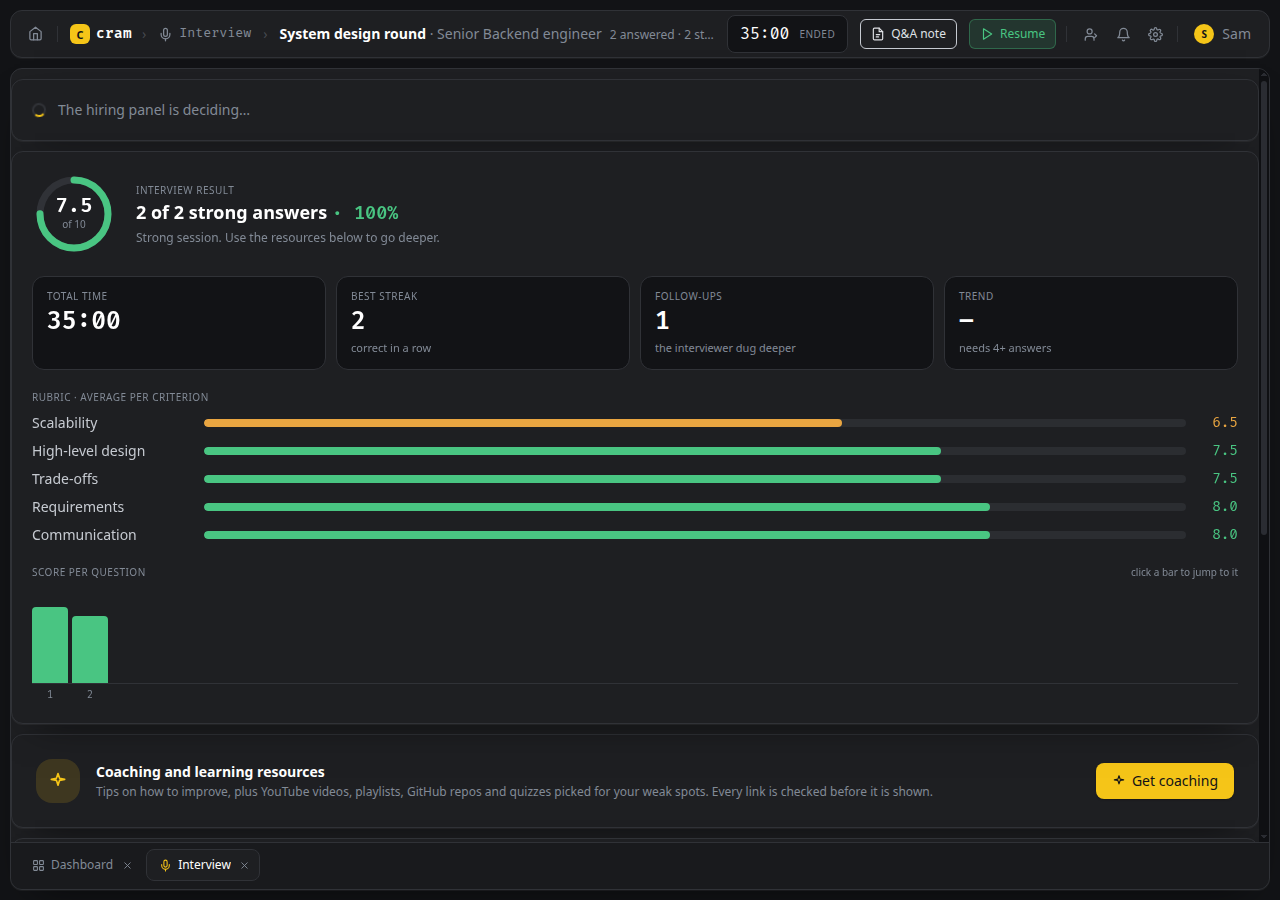 c cram › Interview › System design round · Senior Backend engineer 2 answered · 2 st... 35:00 ENDED Q&A note Resume S Sam
The hiring panel is deciding...
7.5
of 10
INTERVIEW RESULT
2 of 2 strong answers • 100%
Strong session. Use the resources below to go deeper.
TOTAL TIME
35:00
BEST STREAK
2
correct in a row
FOLLOW-UPS
1
the interviewer dug deeper
TREND
—
needs 4+ answers
RUBRIC · AVERAGE PER CRITERION
Scalability 6.5
High-level design 7.5
Trade-offs 7.5
Requirements 8.0
Communication 8.0
SCORE PER QUESTION click a bar to jump to it
1 2
Coaching and learning resources
Tips on how to improve, plus YouTube videos, playlists, GitHub repos and quizzes picked for your weak spots. Every link is checked before it is shown.
Get coaching
Dashboard × Interview ×